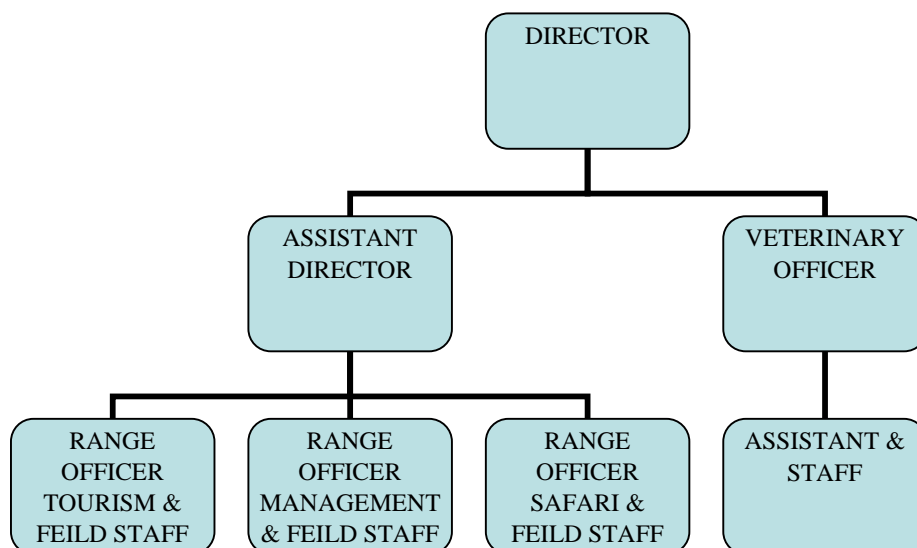 DIRECTOR
ASSISTANT
DIRECTOR
VETERINARY
OFFICER
RANGE
OFFICER
TOURISM &
FEILD STAFF
RANGE
OFFICER
MANAGEMENT
& FEILD STAFF
RANGE
OFFICER
SAFARI &
FEILD STAFF
ASSISTANT &
STAFF